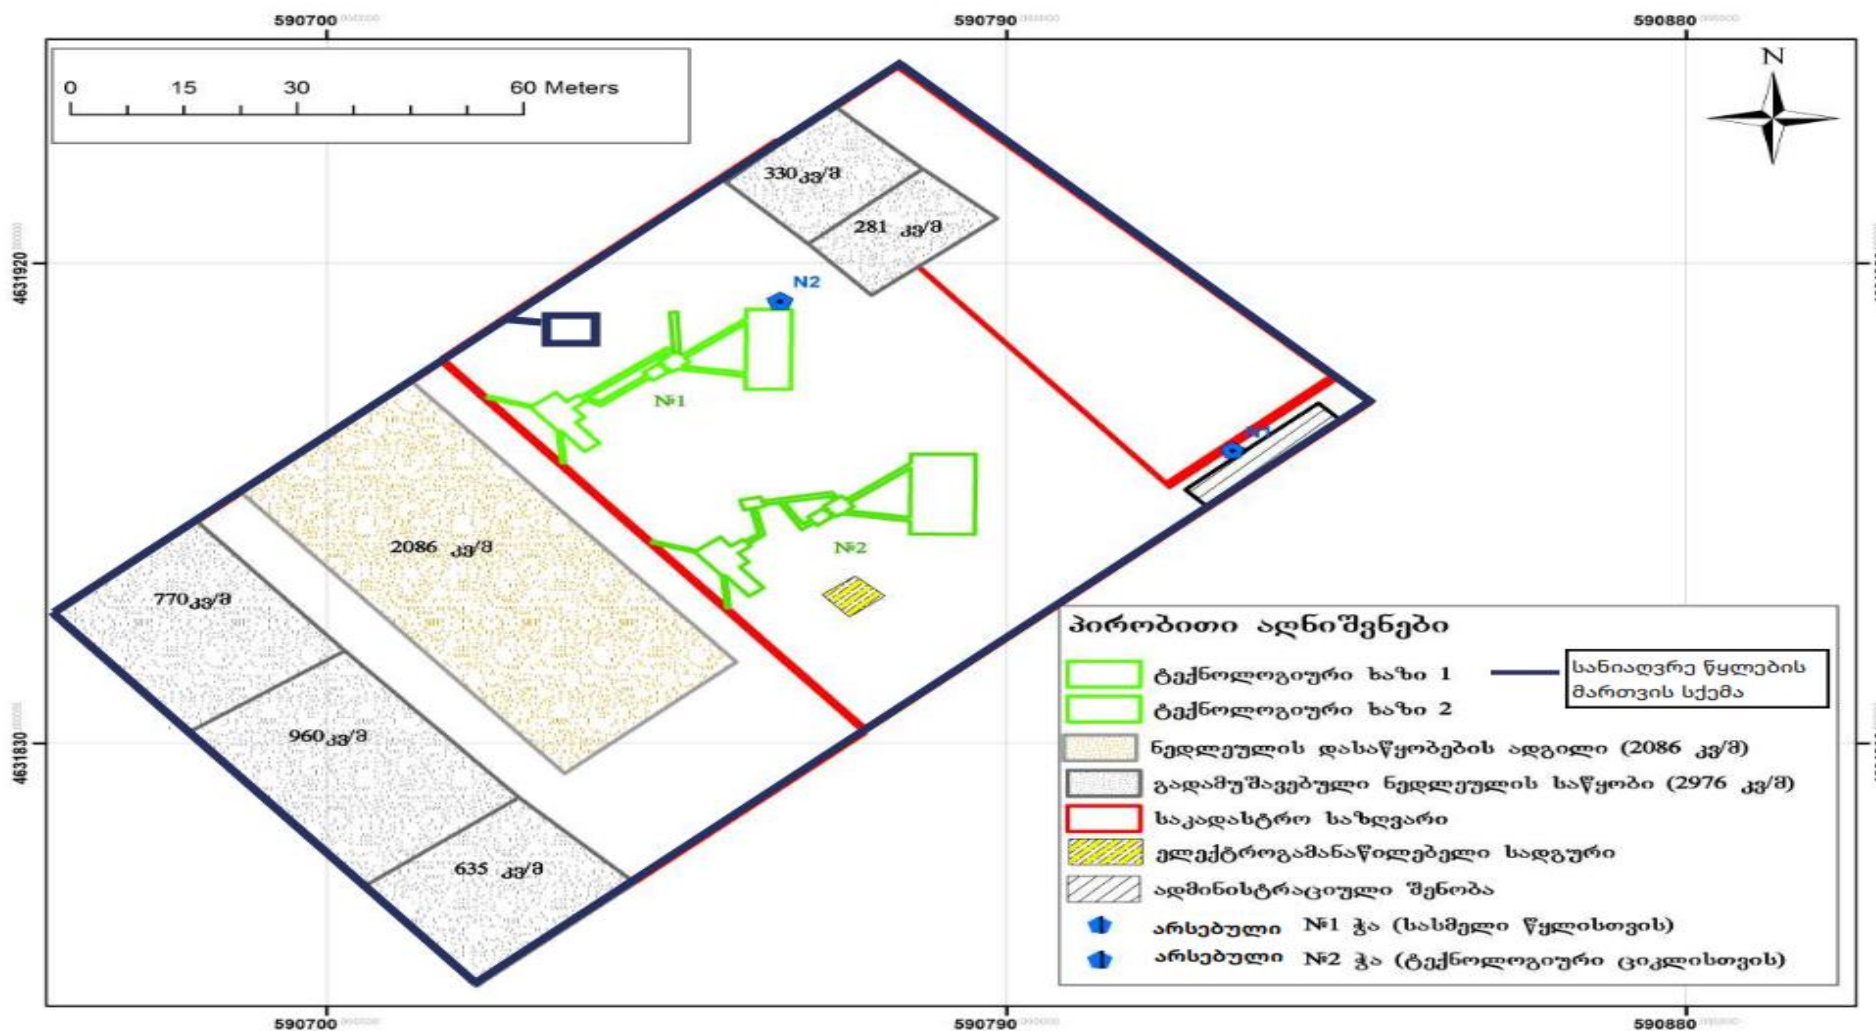 590700
590790
590880
0 15 30 60 Meters
N
330კვ/მ
281 კვ/მ
4631920
N2
№1
N1
2086 კვ/მ
№2
770კვ/მ
960კვ/მ
635 კვ/მ
4631830
პირობითი აღნიშვნები
ტექნოლოგიური ხაზი 1
სანიაღვრე წყლების
მართვის სქემა
ტექნოლოგიური ხაზი 2
ნედლეულის დასაწყობების ადგილი (2086 კვ/მ)
გადამუშავებული ნედლეულის საწყობი (2976 კვ/მ)
საკადასტრო საზღვარი
ელექტროგამანაწილებელი სადგური
ადმინისტრაციული შენობა
არსებული №1 ჭა (სასმელი წყლისთვის)
არსებული №2 ჭა (ტექნოლოგიური ციკლისთვის)
590700
590790
590880